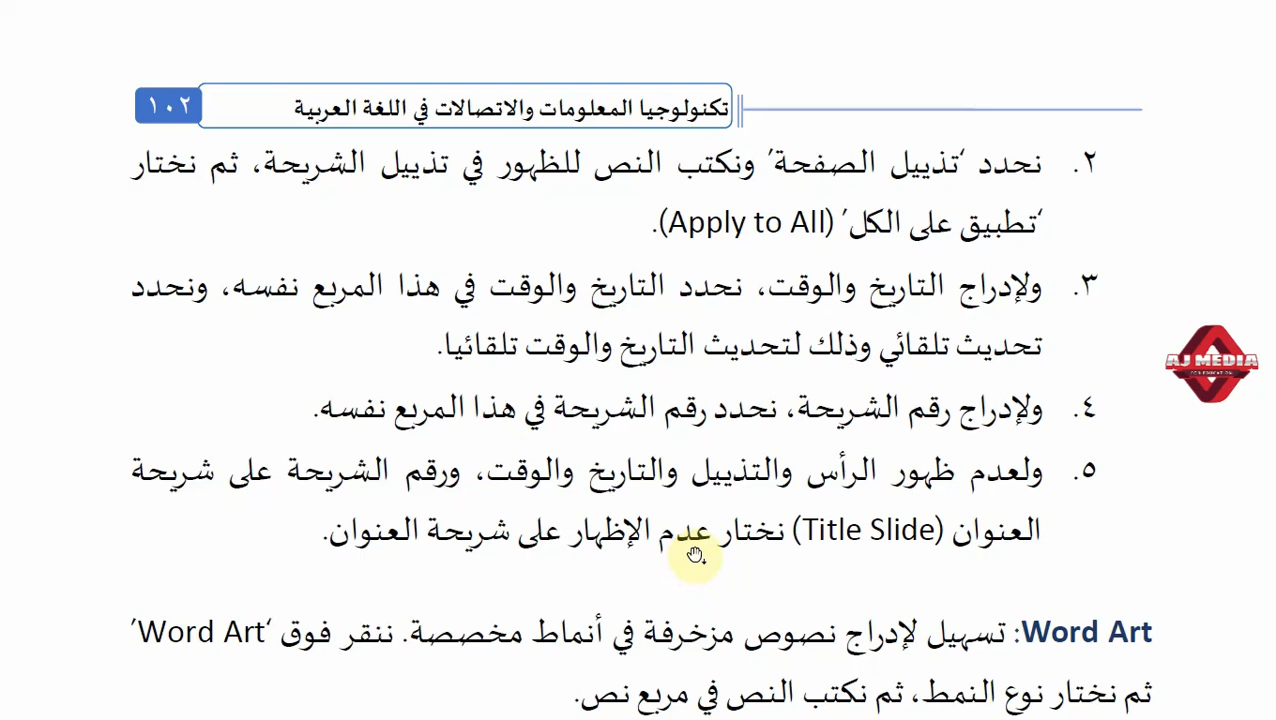 تكنولوجيا المعلومات والاتصالات في اللغة العربية ١٠٢
٢. نحدد ‘تذييل الصفحة’ ونكتب النص للظهور في تذييل الشريحة، ثم نختار
‘تطبيق على الكل’ (Apply to All).
٣. ولإدراج التاريخ والوقت، نحدد التاريخ والوقت في هذا المربع نفسه، ونحدد
تحديث تلقائي وذلك لتحديث التاريخ والوقت تلقائيا.
٤. ولإدراج رقم الشريحة، نحدد رقم الشريحة في هذا المربع نفسه.
٥. ولعدم ظهور الرأس والتذييل والتاريخ والوقت، ورقم الشريحة على شريحة
العنوان (Title Slide) نختار عدم الإظهار على شريحة العنوان.
Word Art: تسهيل لإدراج نصوص مزخرفة في أنماط مخصصة. ننقر فوق ‘Word Art’
ثم نختار نوع النمط، ثم نكتب النص في مربع نص.
AJ MEDIA
FOR EDUCATION